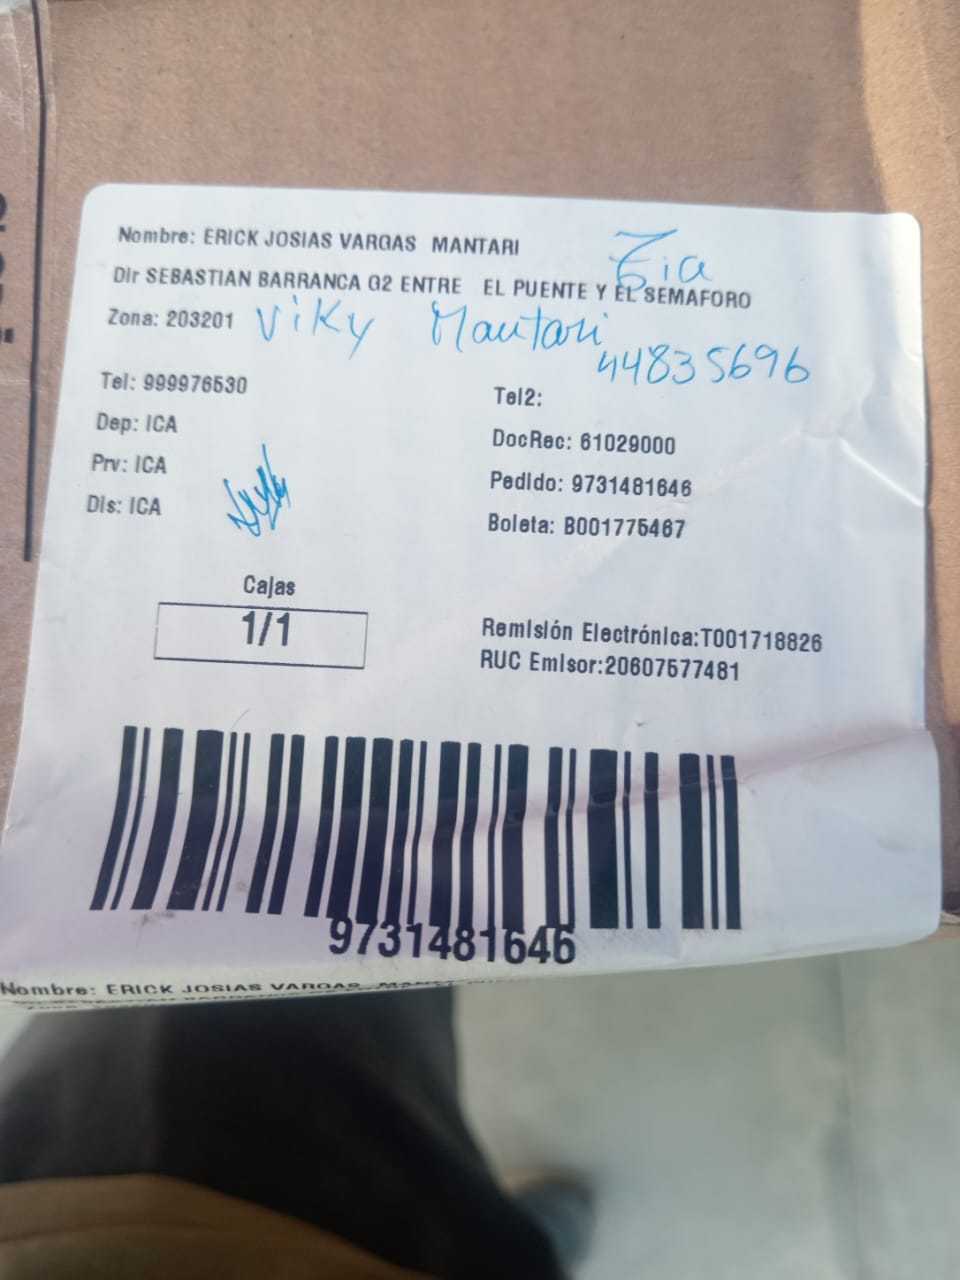 Nombre: ERICK JOSIAS VARGAS MANTARI
Tia
Dir SEBASTIAN BARRANCA G2 ENTRE EL PUENTE Y EL SEMAFORO
Zona: 203201 Viky Mantari
44835696
Tel: 999976530
Tel2:
Dep: ICA
DocRec: 61029000
Prv: ICA
Pedido: 9731481646
Dis: ICA
Boleta: B001775467
Cajas
1/1
Remisión Electrónica:T001718826
RUC Emisor:20607577481
9731481646
Nombre: ERICK JOSIAS VARGAS